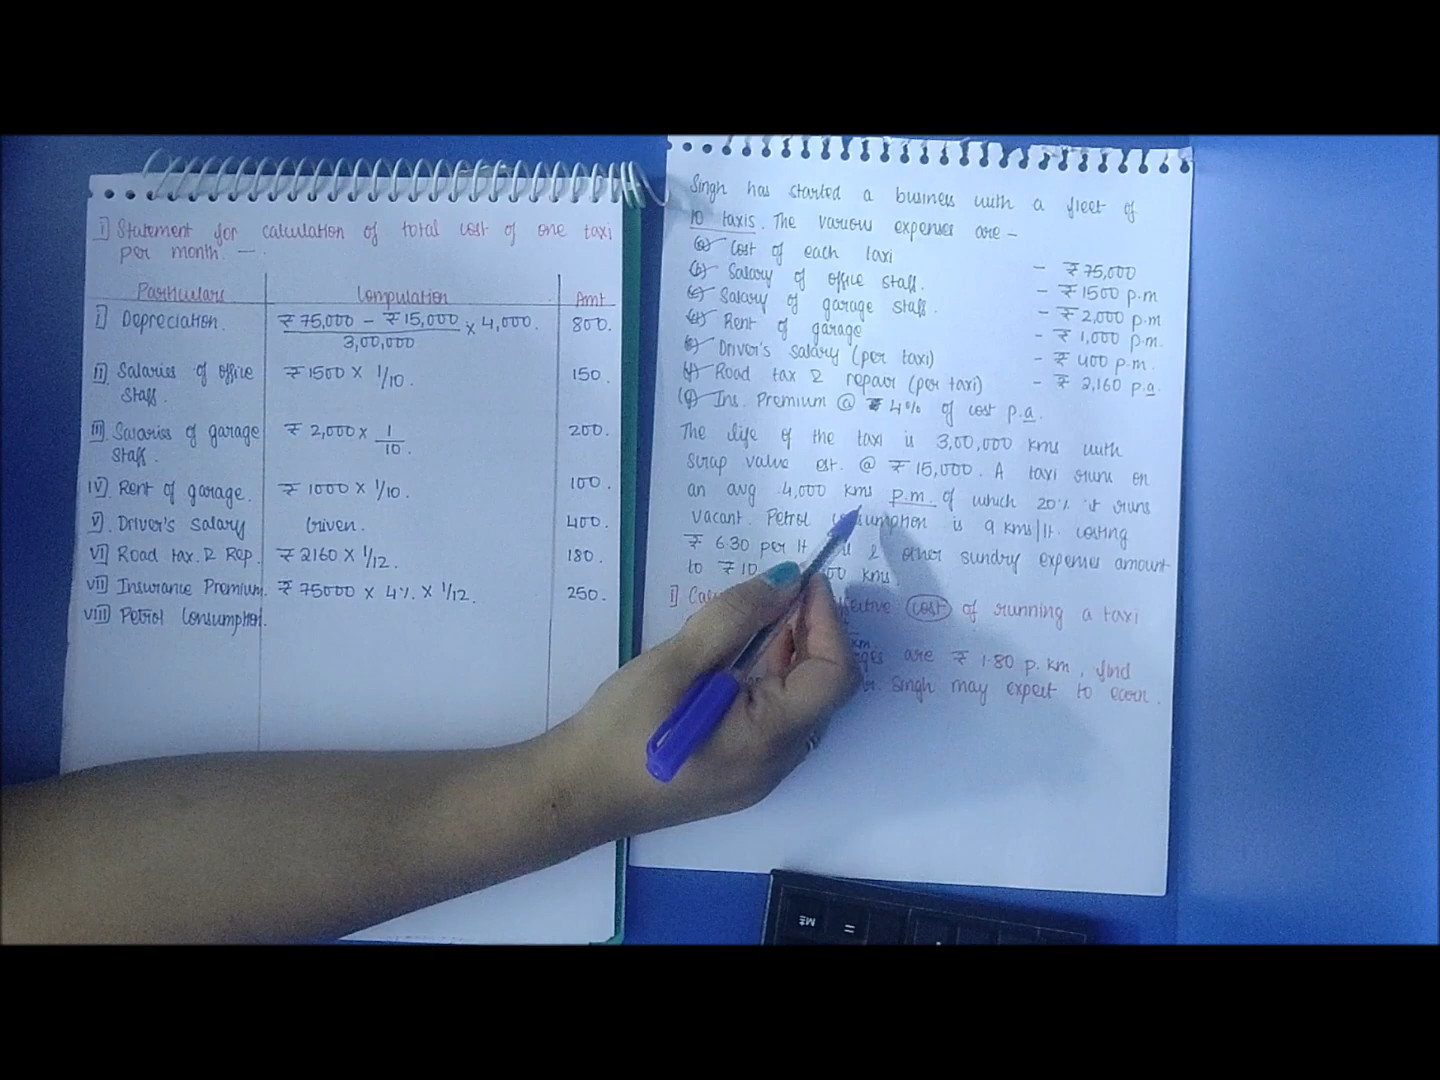 I] Statement for calculation of total cost of one taxi
per month. —
Particulars Computation Amt
I] Depreciation. ₹ 75,000 – ₹ 15,000 / 3,00,000 × 4,000. 800.
II] Salaries of office ₹ 1500 × 1/10. 150.
Staff.
III] Salaries of garage ₹ 2,000 × 1/10. 200.
Staff.
IV] Rent of garage. ₹ 1000 × 1/10. 100.
V] Driver's Salary Given. 400.
VI] Road tax. & Rep. ₹ 2160 × 1/12. 180.
VII] Insurance Premium. ₹ 75000 × 4%. × 1/12. 250.
VIII] Petrol Consumption.
Singh has started a business with a fleet of
10 taxis. The various expenses are –
(a) Cost of each taxi – ₹ 75,000
(b) Salary of office staff. – ₹ 1500 p.m
(c) Salary of garage staff. – ₹ 2,000 p.m
(d) Rent of garage – ₹ 1,000 p.m.
(e) Driver's salary (per taxi) – ₹ 400 p.m.
(f) Road tax & repair (per taxi) – ₹ 2,160 p.a.
(g) Ins. Premium @ 4% of cost p.a.
The life of the taxi is 3,00,000 kms with
scrap value est. @ ₹ 15,000. A taxi runs on
an avg 4,000 kms p.m. of which 20% it runs
vacant. Petrol is 9 kms/lt. costing
₹ 6.30 per lt & other sundry expenses amount
to ₹ 10 kms
I] cost of running a taxi
km.
are ₹ 1.80 p. km, find
Singh may expect to earn.
M±
=